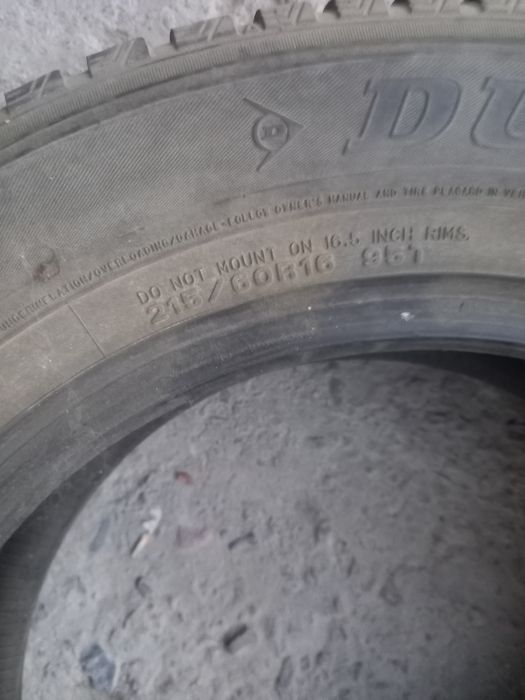 D
DU
UNDERINFLATION/OVERLOADING/DAMAGE-FOLLOW OWNER'S MANUAL AND TIRE PLACARD IN VEH
DO NOT MOUNT ON 16.5 INCH RIMS.
215/60R16 95T